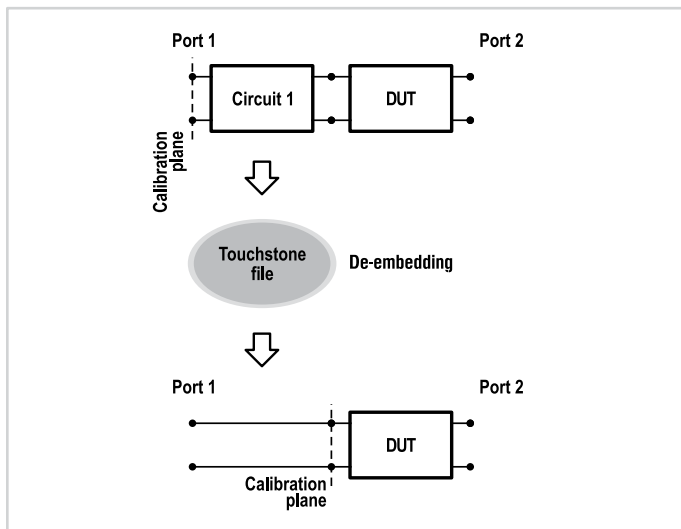 Port 1
Port 2
Circuit 1
DUT
Calibration
plane
Touchstone
file
De-embedding
Port 1
Port 2
DUT
Calibration
plane